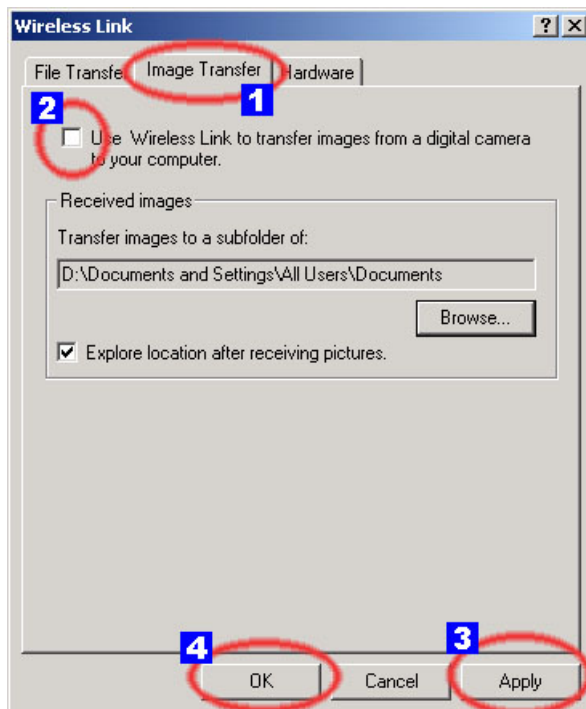 Wireless Link
File Transfer Image Transfer Hardware
1
2
Use Wireless Link to transfer images from a digital camera
to your computer.
Received images
Transfer images to a subfolder of:
D:\Documents and Settings\All Users\Documents
Browse...
Explore location after receiving pictures.
4
3
OK Cancel Apply